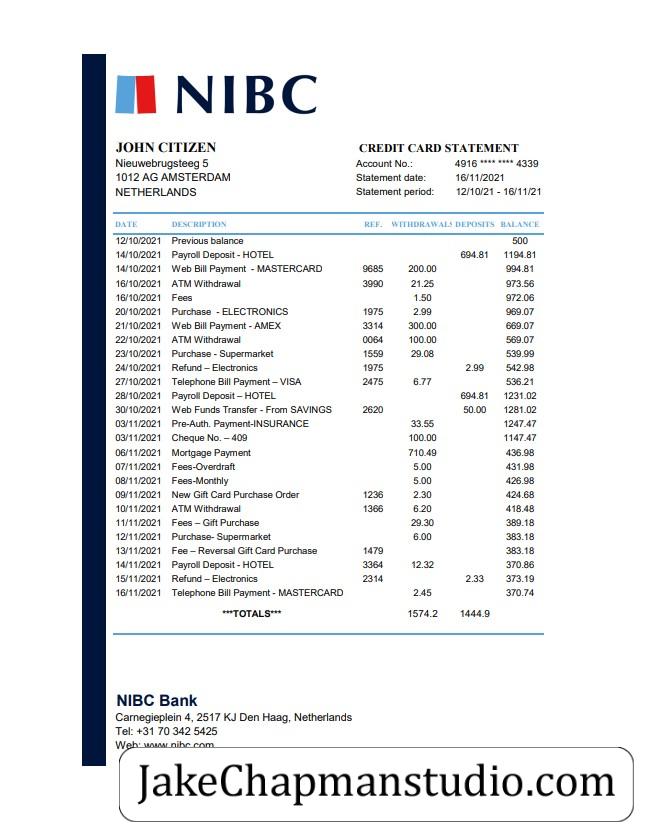 NIBC
JOHN CITIZEN
Nieuwebrugsteeg 5
1012 AG AMSTERDAM
NETHERLANDS
CREDIT CARD STATEMENT
Account No.: 4916 **** **** 4339
Statement date: 16/11/2021
Statement period: 12/10/21 - 16/11/21
DATE DESCRIPTION REF. WITHDRAWALS DEPOSITS BALANCE
12/10/2021 Previous balance 500
14/10/2021 Payroll Deposit - HOTEL 694.81 1194.81
14/10/2021 Web Bill Payment - MASTERCARD 9685 200.00 994.81
16/10/2021 ATM Withdrawal 3990 21.25 973.56
16/10/2021 Fees 1.50 972.06
20/10/2021 Purchase - ELECTRONICS 1975 2.99 969.07
21/10/2021 Web Bill Payment - AMEX 3314 300.00 669.07
22/10/2021 ATM Withdrawal 0064 100.00 569.07
23/10/2021 Purchase - Supermarket 1559 29.08 539.99
24/10/2021 Refund – Electronics 1975 2.99 542.98
27/10/2021 Telephone Bill Payment – VISA 2475 6.77 536.21
28/10/2021 Payroll Deposit – HOTEL 694.81 1231.02
30/10/2021 Web Funds Transfer - From SAVINGS 2620 50.00 1281.02
03/11/2021 Pre-Auth. Payment-INSURANCE 33.55 1247.47
03/11/2021 Cheque No. – 409 100.00 1147.47
06/11/2021 Mortgage Payment 710.49 436.98
07/11/2021 Fees-Overdraft 5.00 431.98
08/11/2021 Fees-Monthly 5.00 426.98
09/11/2021 New Gift Card Purchase Order 1236 2.30 424.68
10/11/2021 ATM Withdrawal 1366 6.20 418.48
11/11/2021 Fees – Gift Purchase 29.30 389.18
12/11/2021 Purchase- Supermarket 6.00 383.18
13/11/2021 Fee – Reversal Gift Card Purchase 1479 383.18
14/11/2021 Payroll Deposit - HOTEL 3364 12.32 370.86
15/11/2021 Refund – Electronics 2314 2.33 373.19
16/11/2021 Telephone Bill Payment - MASTERCARD 2.45 370.74
***TOTALS*** 1574.2 1444.9
NIBC Bank
Carnegieplein 4, 2517 KJ Den Haag, Netherlands
Tel: +31 70 342 5425
Web: www.nibc.com
JakeChapmanstudio.com